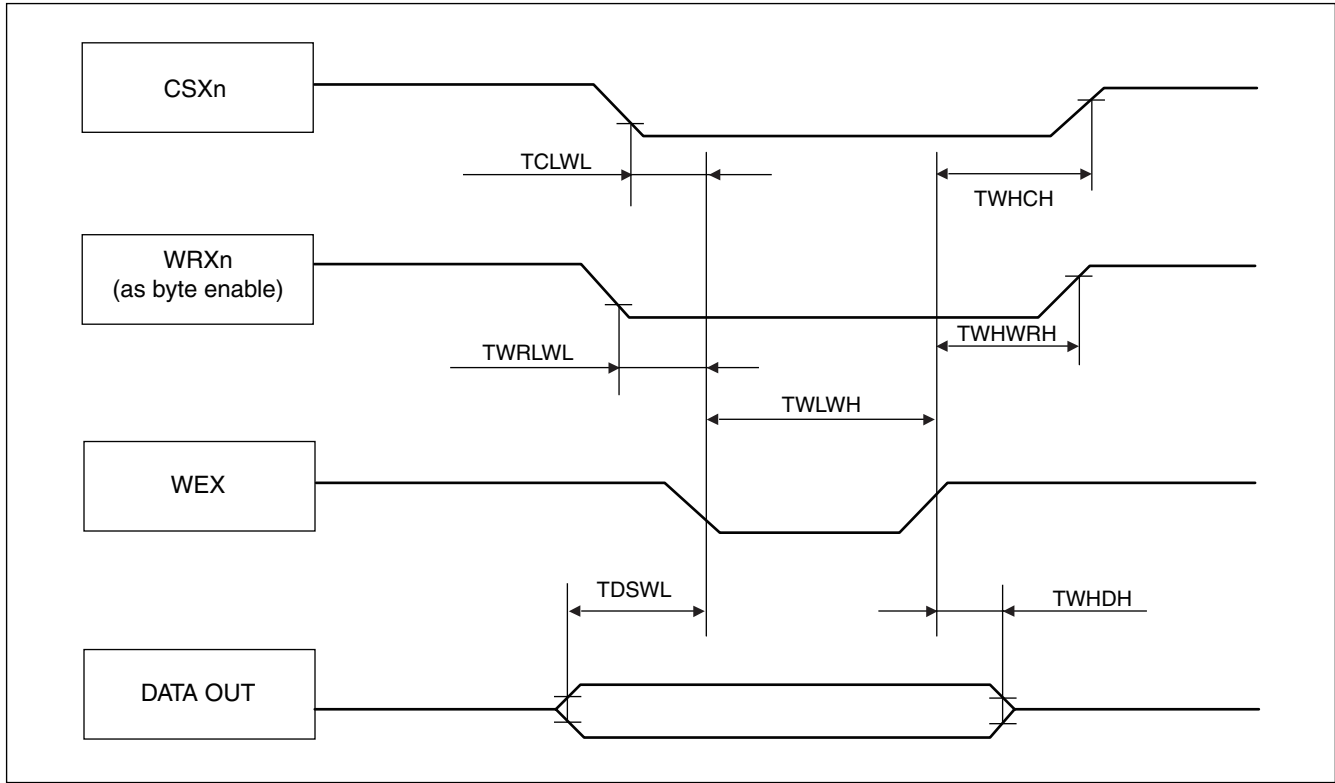 CSXn
TCLWL
TWHCH
WRXn
(as byte enable)
TWRLWL
TWHWRH
TWLWH
WEX
TDSWL
TWHDH
DATA OUT